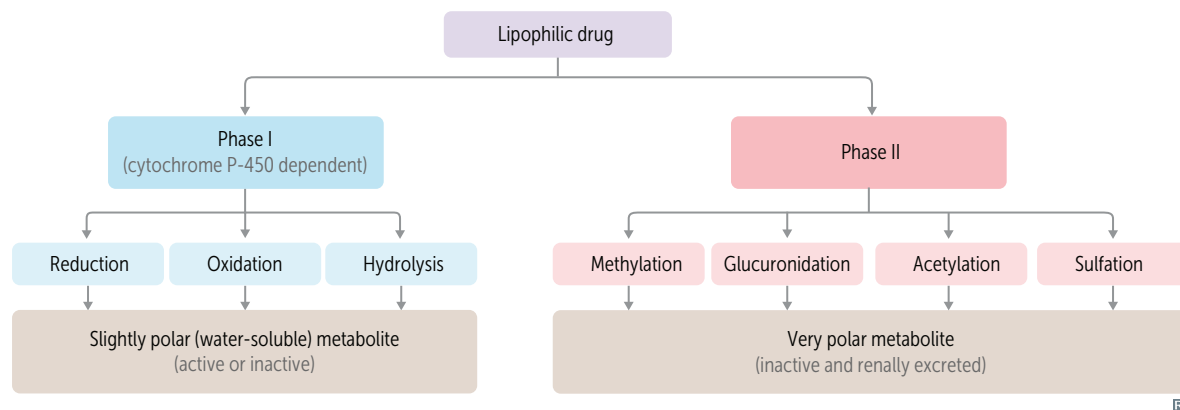 Lipophilic drug
Phase I
(cytochrome P-450 dependent)
Phase II
Reduction
Oxidation
Hydrolysis
Methylation
Glucuronidation
Acetylation
Sulfation
Slightly polar (water-soluble) metabolite
(active or inactive)
Very polar metabolite
(inactive and renally excreted)